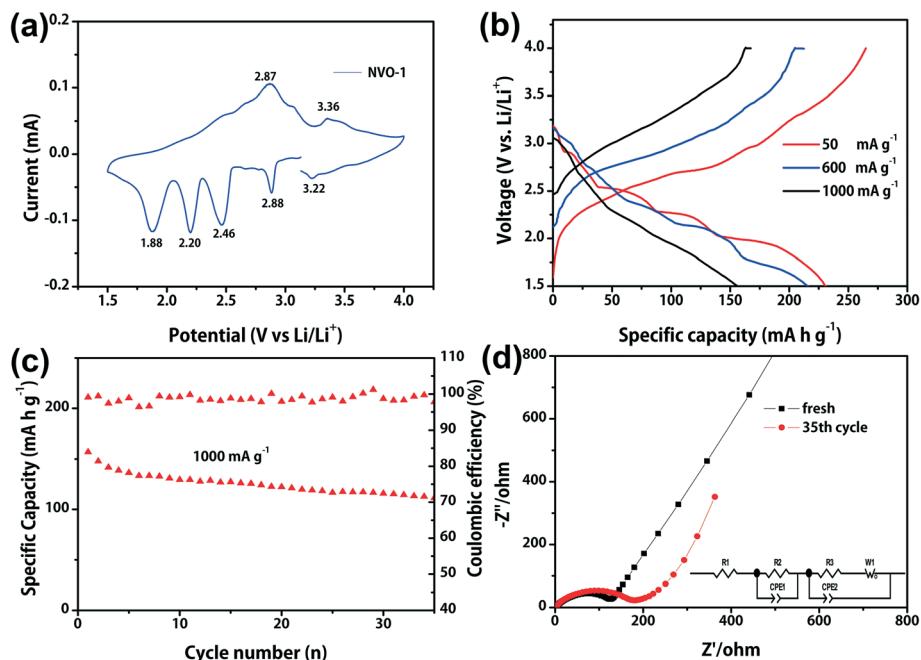 (a)
0.2
0.1
0.0
-0.1
-0.2
Current (mA)
NVO-1
2.87
3.36
3.22
2.88
2.46
2.20
1.88
1.5 2.0 2.5 3.0 3.5 4.0
Potential (V vs Li/Li⁺)
(b)
4.0
3.5
3.0
2.5
2.0
1.5
Voltage (V vs. Li/Li⁺)
50 mA g⁻¹
600 mA g⁻¹
1000 mA g⁻¹
0 50 100 150 200 250 300
Specific capacity (mA h g⁻¹)
(c)
200
100
0
Specific Capacity (mA h g⁻¹)
1000 mA g⁻¹
110
100
90
80
70
60
50
40
Coulombic efficiency (%)
0 10 20 30
Cycle number (n)
(d)
800
600
400
200
0
-Z''/ohm
fresh
35th cycle
R1 R2 R3 W1
CPE1 CPE2
0 200 400 600 800
Z'/ohm